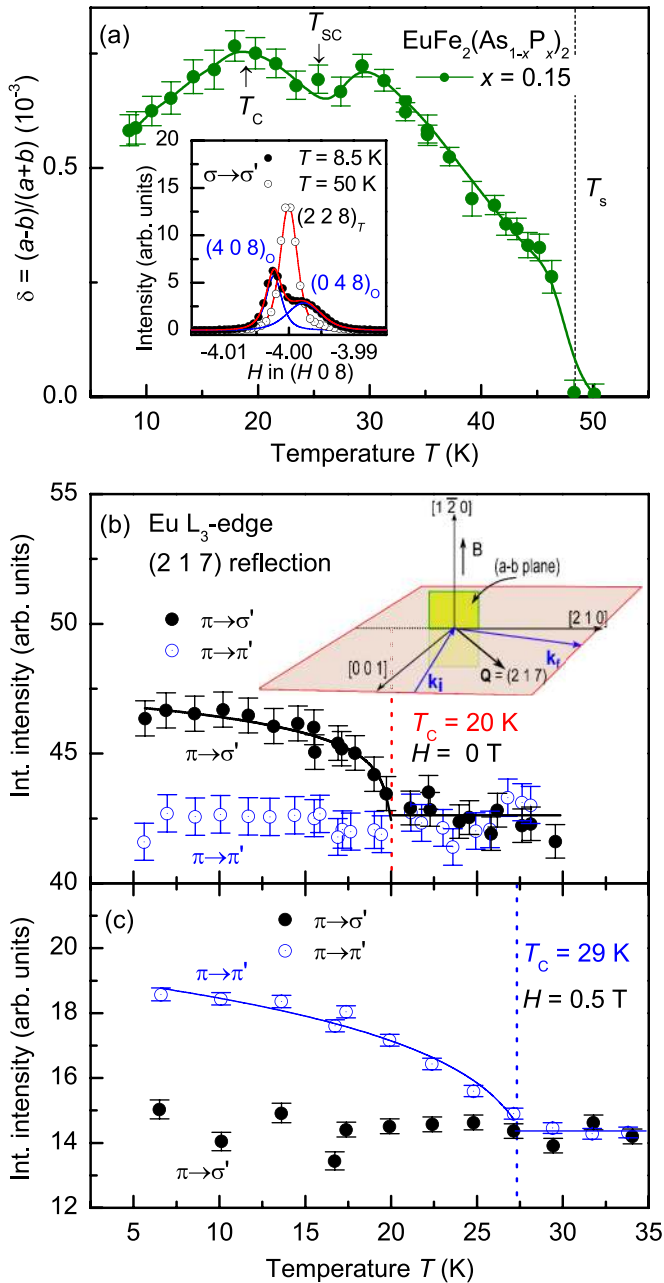 (a)
T_SC
EuFe₂(As₁₋ₓPₓ)₂
x = 0.15
T_C
T_s
δ = (a-b)/(a+b) (10⁻³)
0.5
0.0
20
15
10
5
0
Intensity (arb. units)
σ→σ'
T = 8.5 K
T = 50 K
(2 2 8)_T
(4 0 8)_O
(0 4 8)_O
-4.01 -4.00 -3.99
H in (H 0 8)
10 20 30 40 50
Temperature T (K)
(b)
Eu L₃-edge
(2 1 7) reflection
π→σ'
π→π'
[1 2̅ 0]
B
(a-b plane)
[2 1 0]
[0 0 1]
k_i
k_f
Q = (2 1 7)
T_C = 20 K
H = 0 T
π→σ'
π→π'
55
50
45
40
Int. intensity (arb. units)
(c)
π→σ'
π→π'
π→π'
T_C = 29 K
H = 0.5 T
π→σ'
20
18
16
14
12
Int. intensity (arb. units)
5 10 15 20 25 30 35
Temperature T (K)